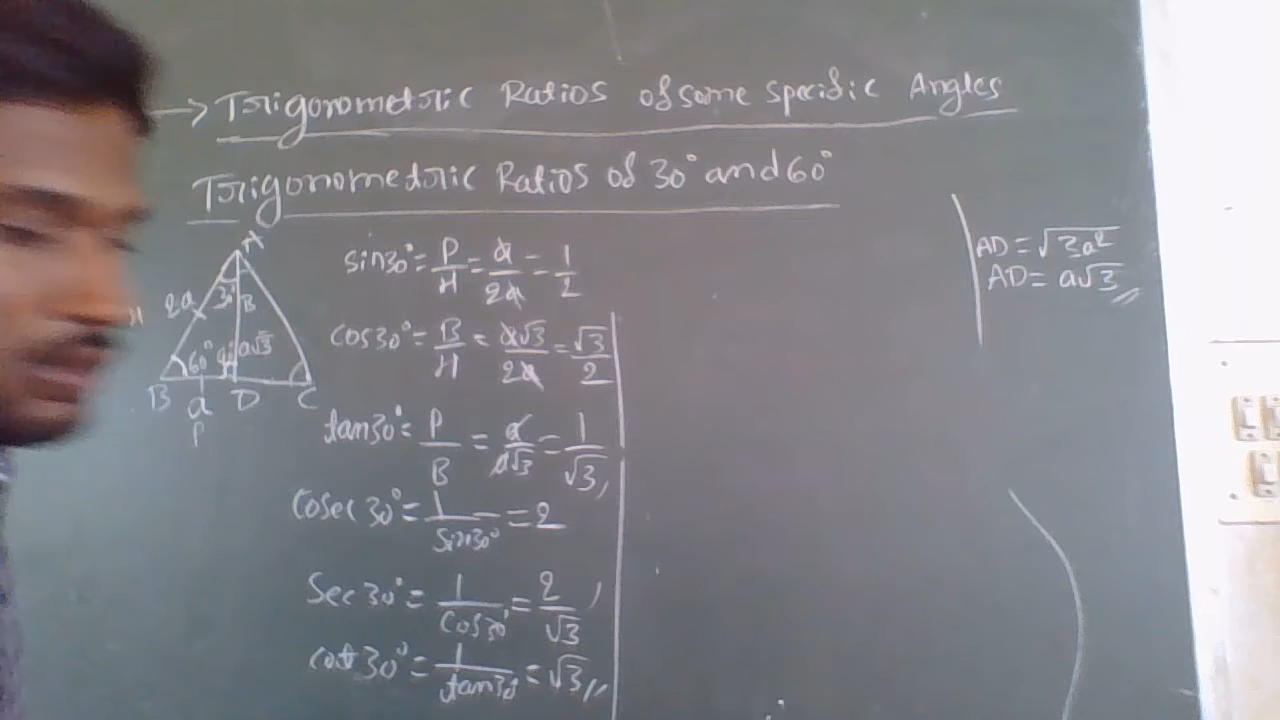 → Trigonometric Ratios of some specific Angles
Trigonometric Ratios of 30° and 60°
A
2a 30° B
60° a√3
B a D C
P
sin30° = P/H = a/2a = 1/2
cos30° = B/H = a√3/2a = √3/2
tan30° = P/B = a/a√3 = 1/√3
Cosec 30° = 1/sin30° = 2
Sec 30° = 1/cos30° = 2/√3
cot 30° = 1/tan30° = √3
AD = √3a²
AD = a√3